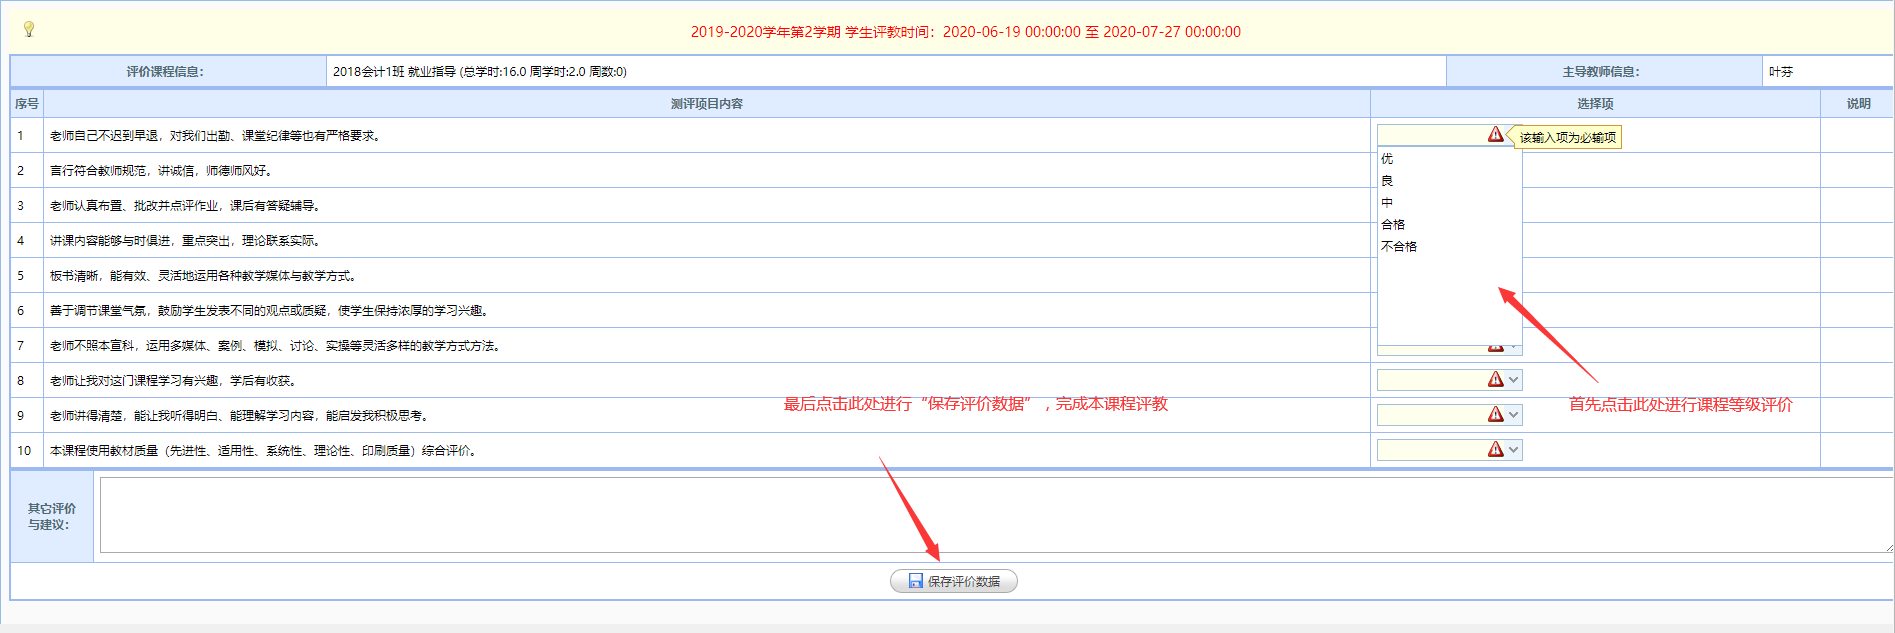 2019-2020学年第2学期 学生评教时间：2020-06-19 00:00:00 至 2020-07-27 00:00:00
评价课程信息： 2018会计1班 就业指导 (总学时:16.0 周学时:2.0 周数:0) 主导教师信息： 叶芬
序号 测评项目内容 选择项 说明
1 老师自己不迟到早退，对我们出勤、课堂纪律等也有严格要求。 该输入项为必输项
优
2 言行符合教师规范，讲诚信，师德师风好。
良
中
3 老师认真布置、批改并点评作业，课后有答疑辅导。
合格
4 讲课内容能够与时俱进，重点突出，理论联系实际。
不合格
5 板书清晰，能有效、灵活地运用各种教学媒体与教学方式。
6 善于调节课堂气氛，鼓励学生发表不同的观点或质疑，使学生保持浓厚的学习兴趣。
7 老师不照本宣科，运用多媒体、案例、模拟、讨论、实操等灵活多样的教学方式方法。
8 老师让我对这门课程学习有兴趣，学后有收获。
最后点击此处进行“保存评价数据”，完成本课程评教 首先点击此处进行课程等级评价
9 老师讲得清楚，能让我听得明白、能理解学习内容，能启发我积极思考。
10 本课程使用教材质量（先进性、适用性、系统性、理论性、印刷质量）综合评价。
其它评价
与建议：
保存评价数据